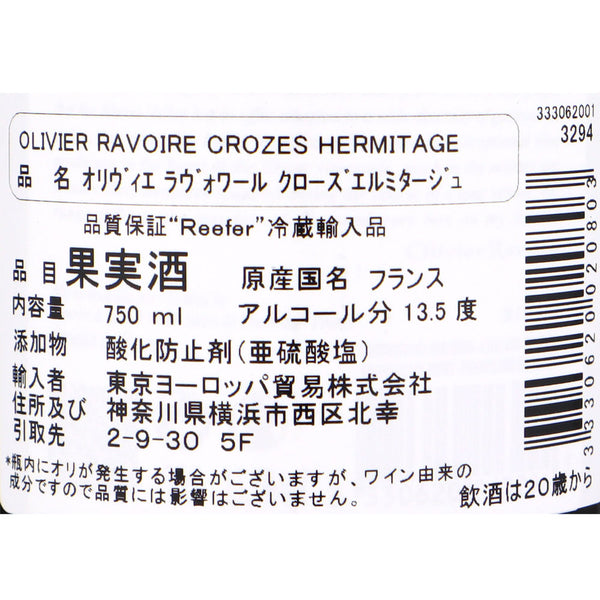 333062001
3294
OLIVIER RAVOIRE CROZES HERMITAGE
品 名 オリヴィエ ラヴォワール クローズエルミタージュ
品質保証“Reefer”冷蔵輸入品
品目 果実酒 原産国名 フランス
内容量 750 ml アルコール分 13.5 度
添加物 酸化防止剤(亜硫酸塩)
輸入者 東京ヨーロッパ貿易株式会社
住所及び 神奈川県横浜市西区北幸
引取先 2-9-30 5F
*瓶内にオリが発生する場合がございますが、ワイン由来の
成分ですので品質には影響はございません。
飲酒は20歳から